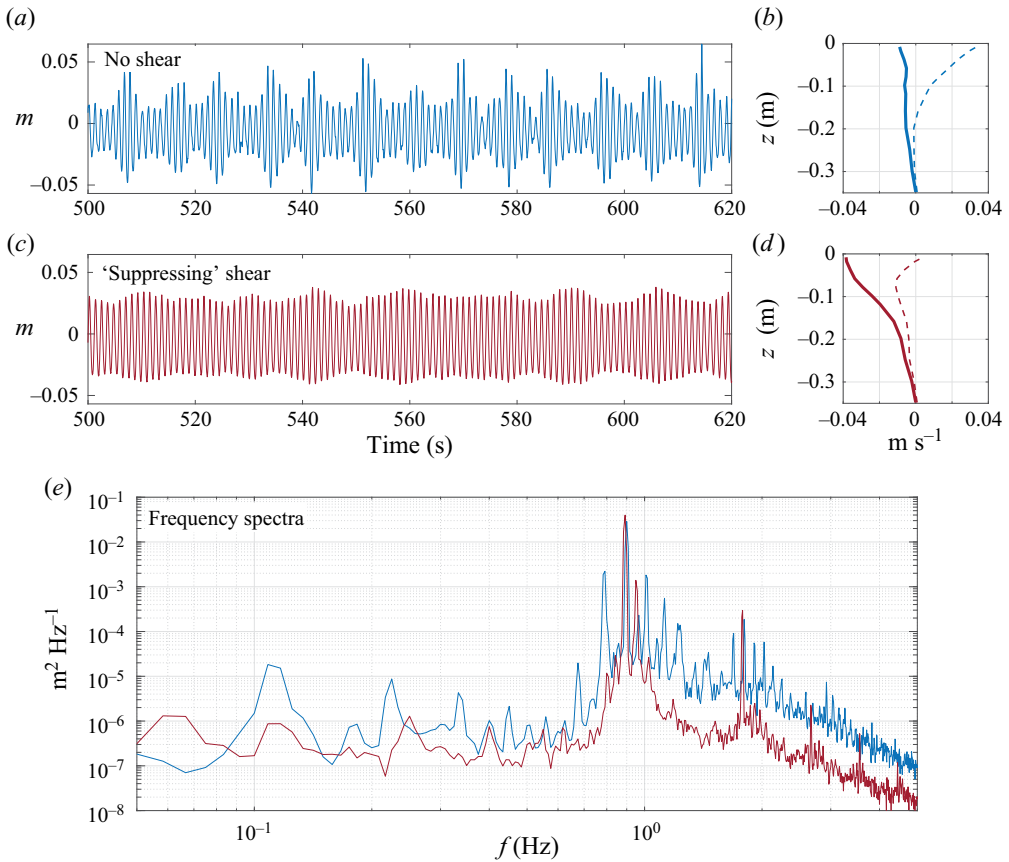 (a)
No shear
0.05
0
–0.05
m
500 520 540 560 580 600 620
(b)
0
–0.1
–0.2
–0.3
z (m)
–0.04 0 0.04
(c)
‘Suppressing’ shear
0.05
0
–0.05
m
500 520 540 560 580 600 620
Time (s)
(d)
0
–0.1
–0.2
–0.3
z (m)
–0.04 0 0.04
m s⁻¹
(e)
Frequency spectra
10⁻¹
10⁻²
10⁻³
10⁻⁴
10⁻⁵
10⁻⁶
10⁻⁷
10⁻⁸
m² Hz⁻¹
10⁻¹ 10⁰
f (Hz)